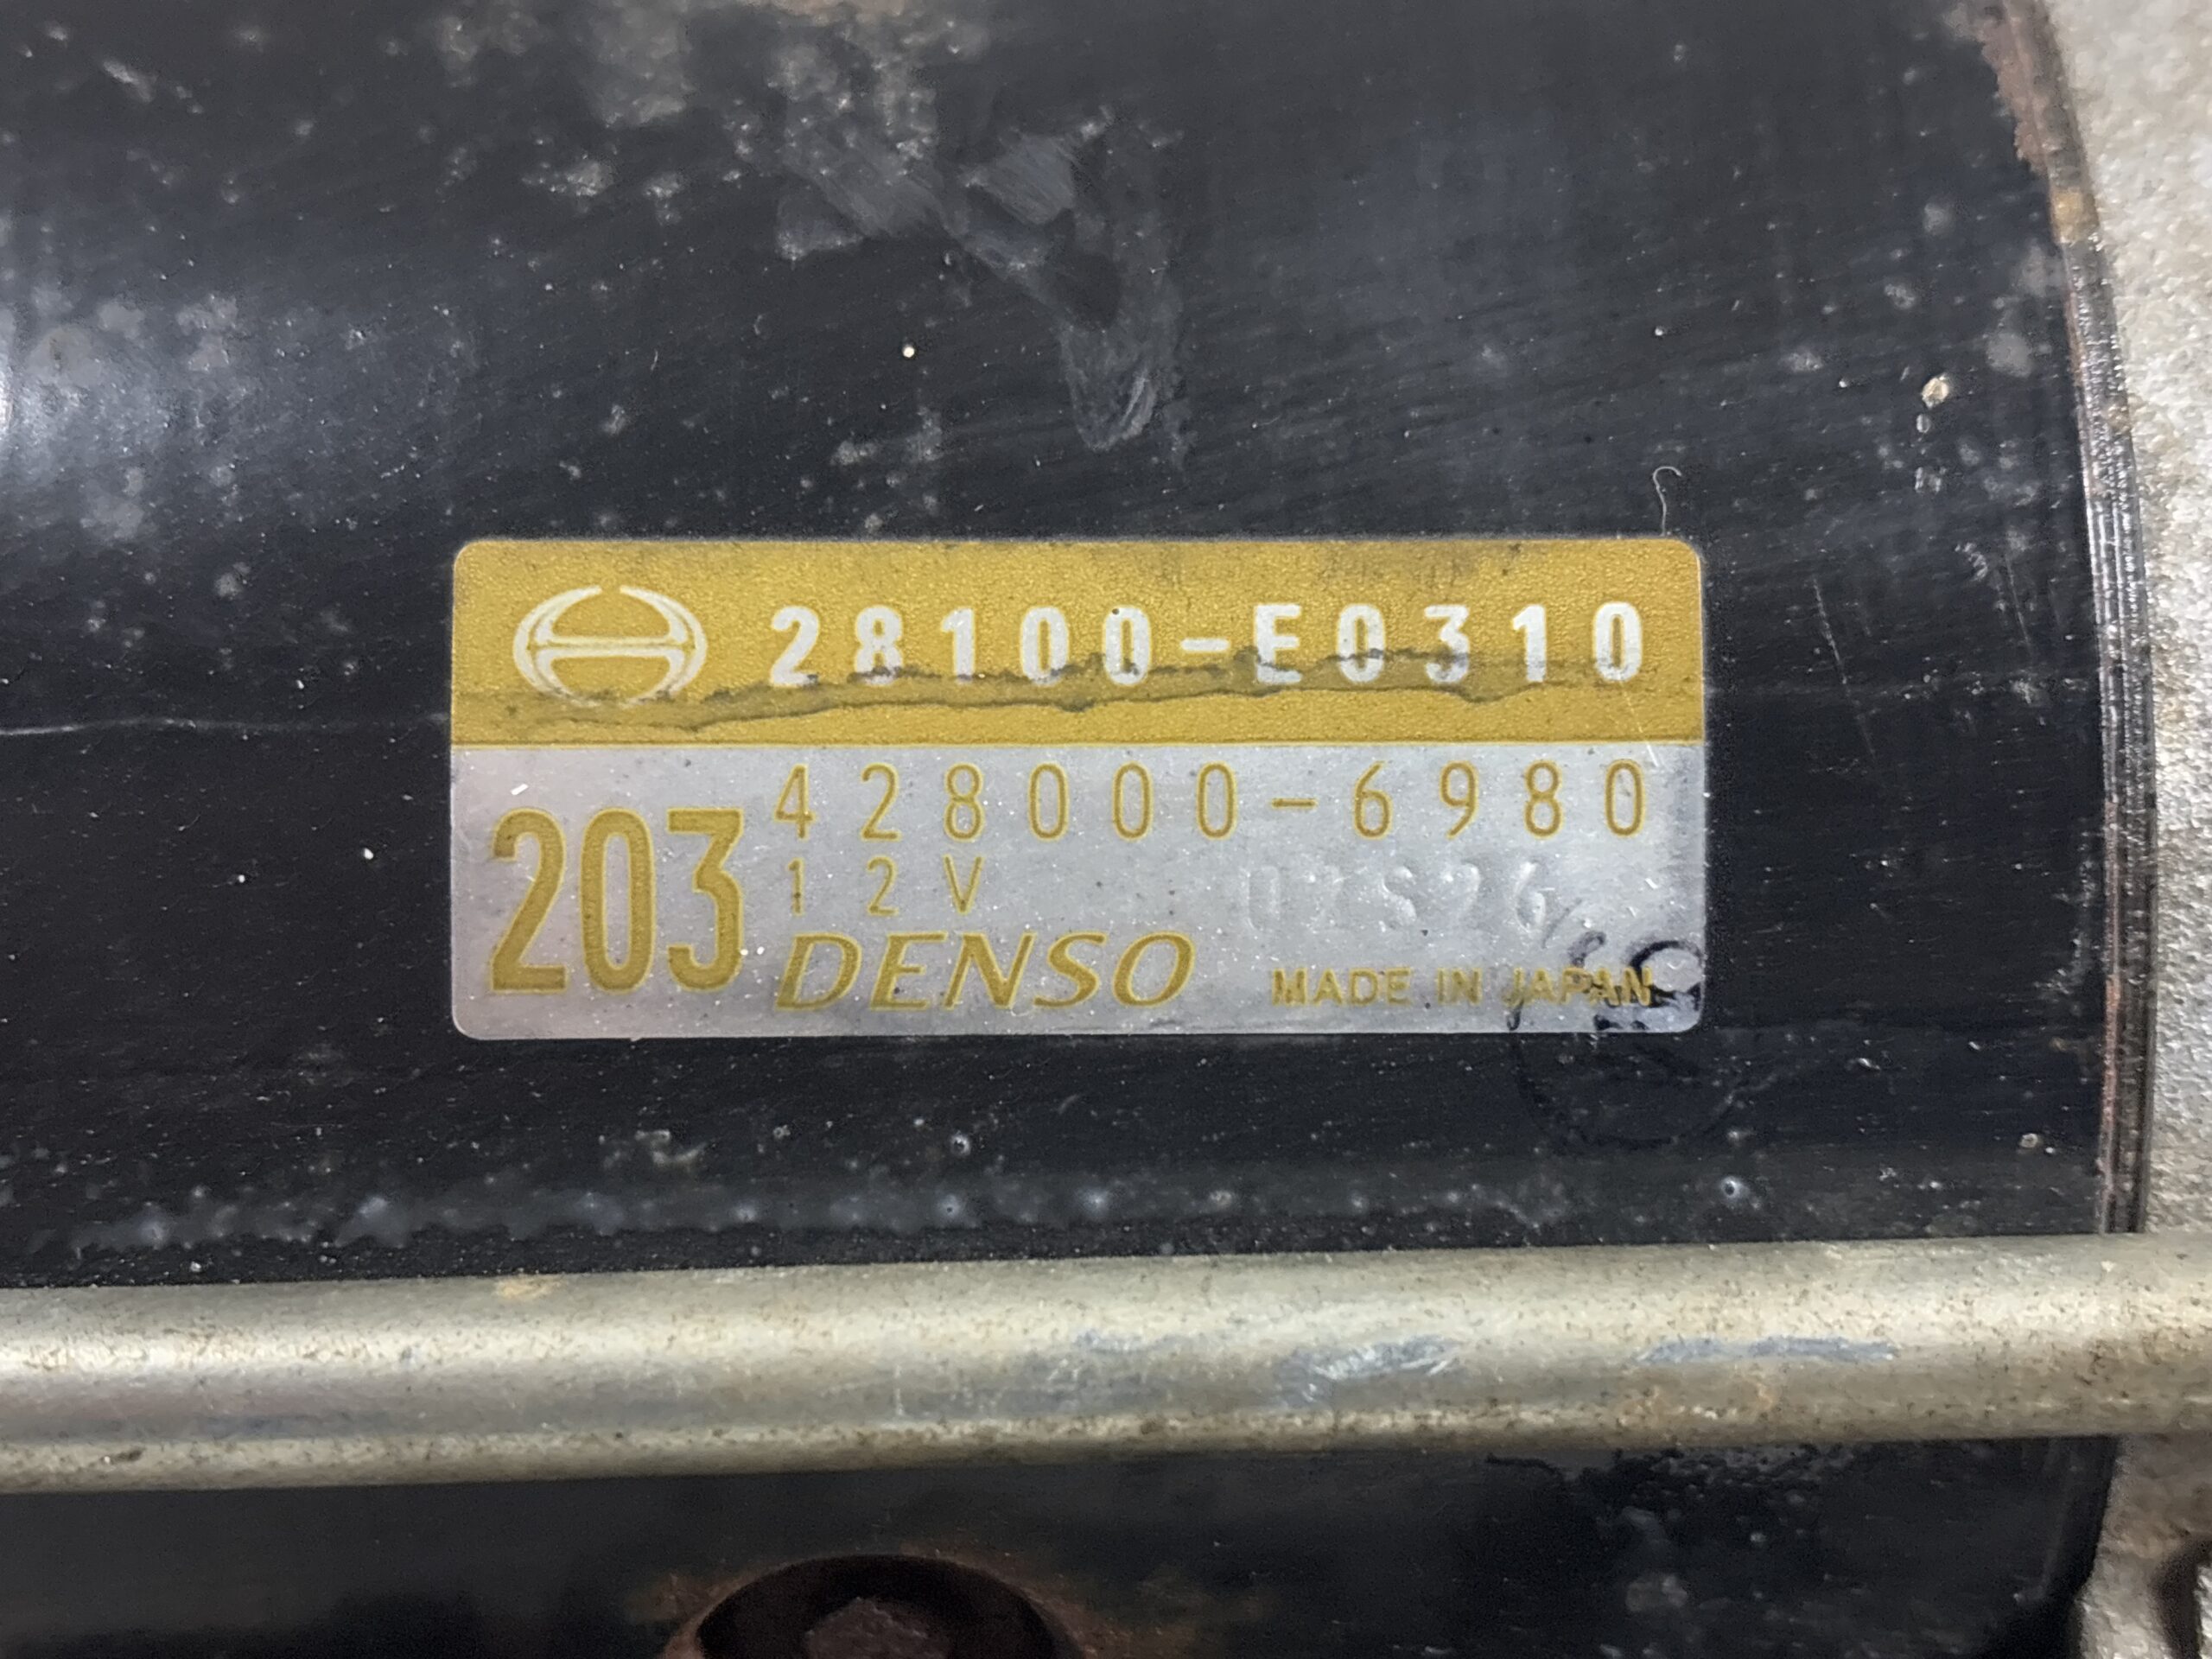 28100-E0310
203
428000-6980
12V
DENSO
MADE IN JAPAN